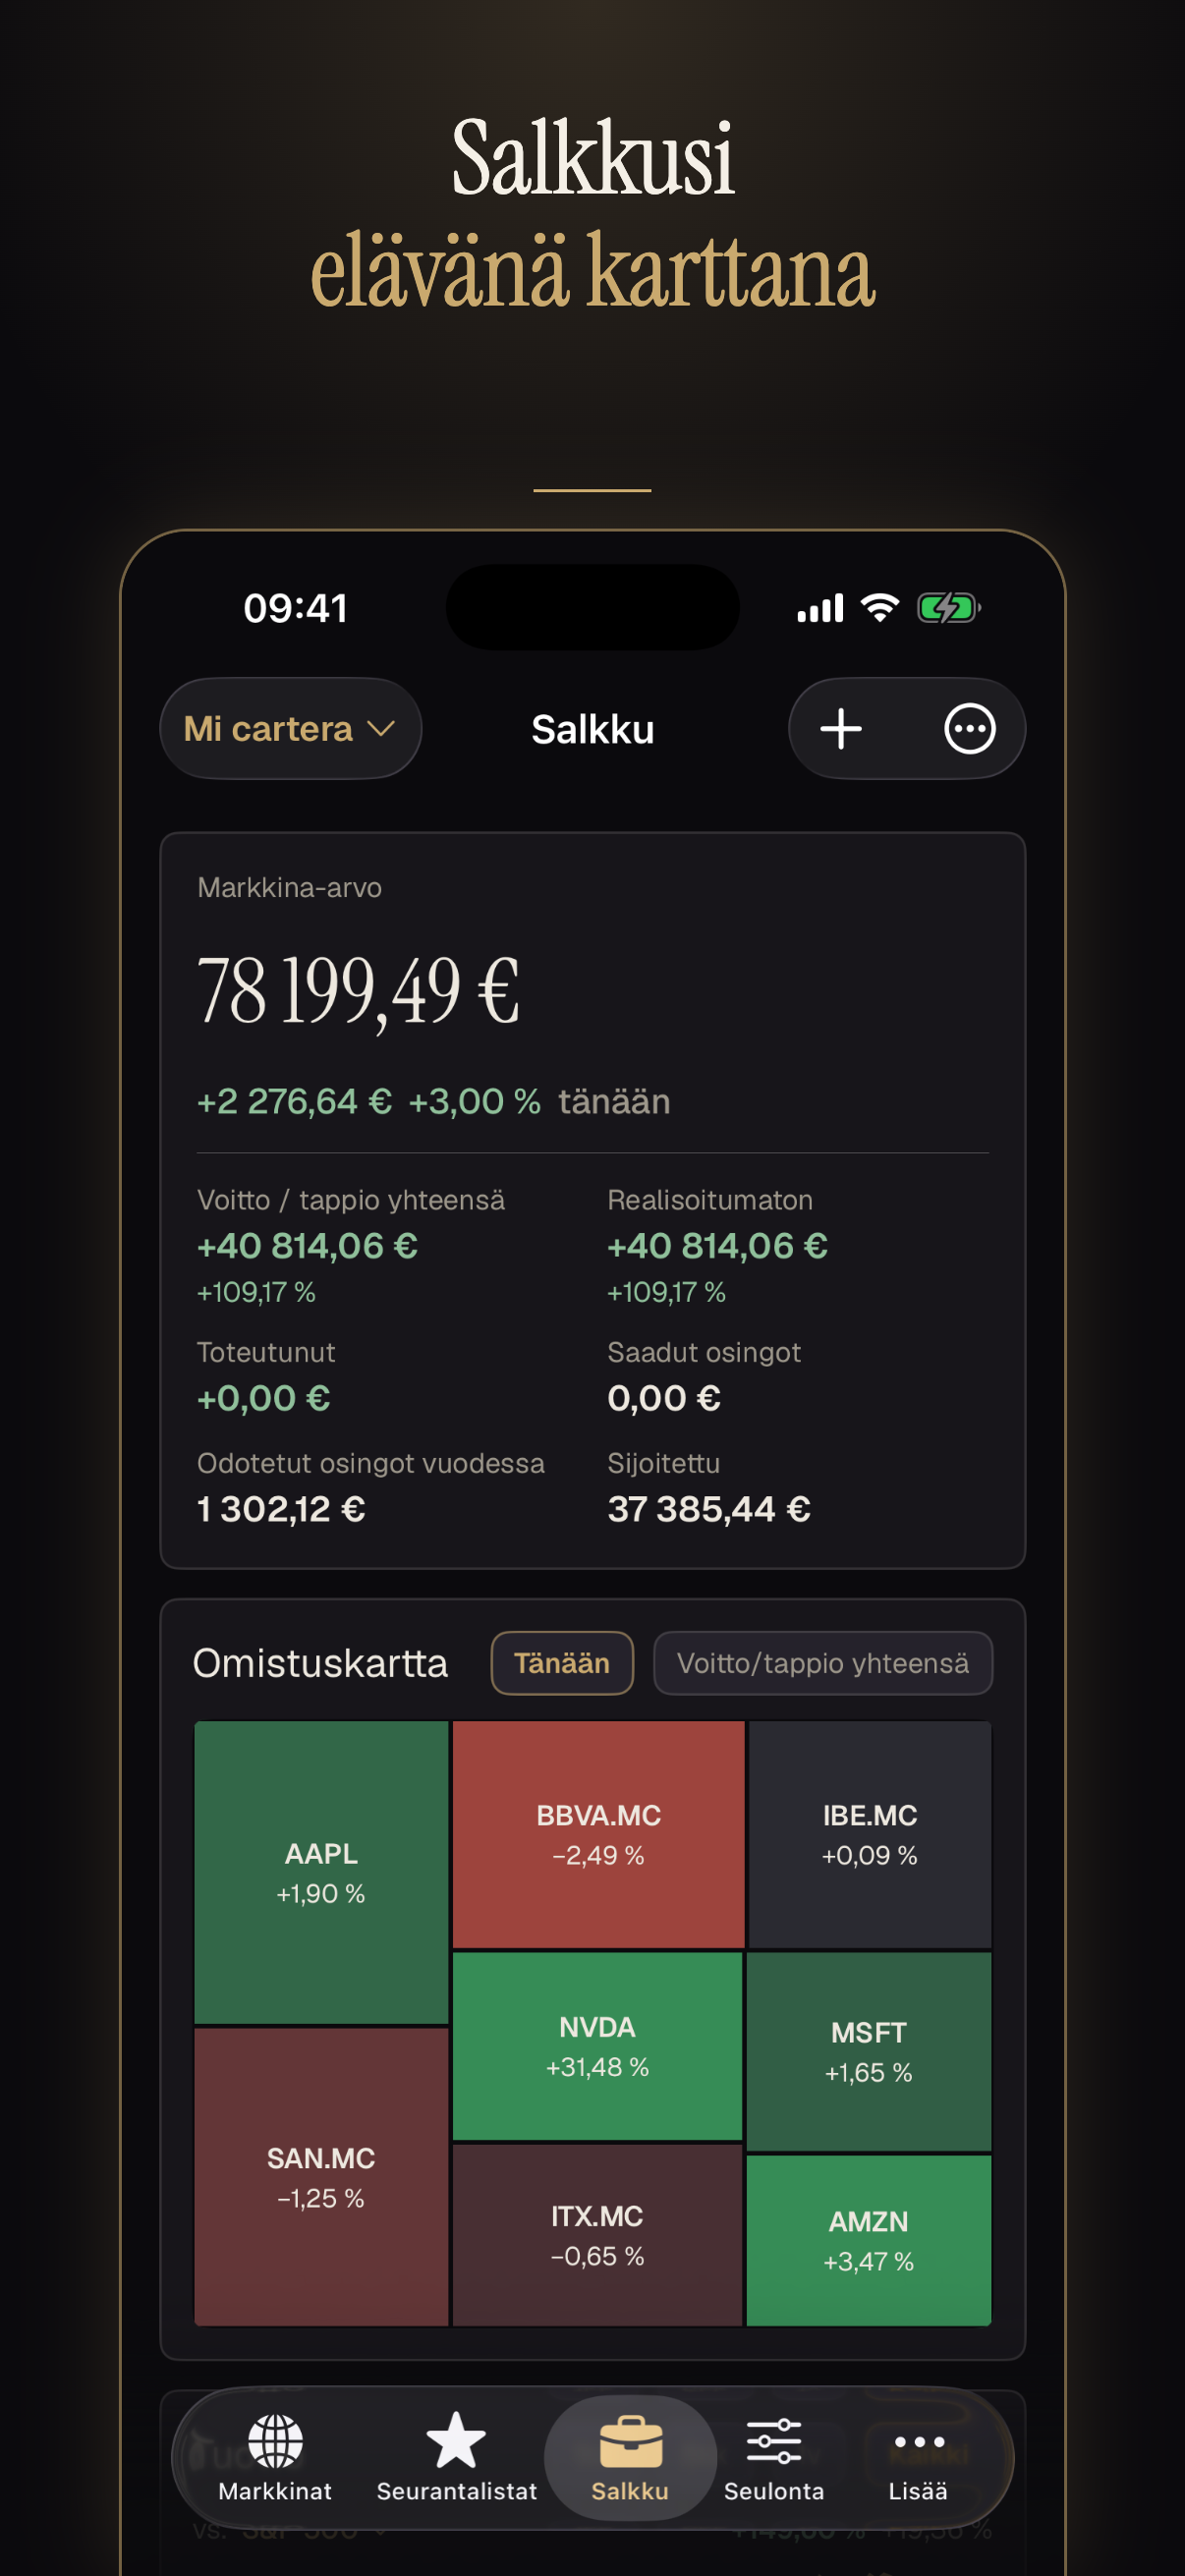 Salkkusi
elävänä karttana
09:41
Mi cartera
Salkku
Markkina-arvo
78 199,49 €
+2 276,64 € +3,00 % tänään
Voitto / tappio yhteensä
+40 814,06 €
+109,17 %
Realisoitumaton
+40 814,06 €
+109,17 %
Toteutunut
+0,00 €
Saadut osingot
0,00 €
Odotetut osingot vuodessa
1 302,12 €
Sijoitettu
37 385,44 €
Omistuskartta
Tänään
Voitto/tappio yhteensä
AAPL
+1,90 %
BBVA.MC
−2,49 %
IBE.MC
+0,09 %
NVDA
+31,48 %
MSFT
+1,65 %
SAN.MC
−1,25 %
ITX.MC
−0,65 %
AMZN
+3,47 %
Markkinat
Seurantalistat
Salkku
Seulonta
Lisää
vs. S&P 500